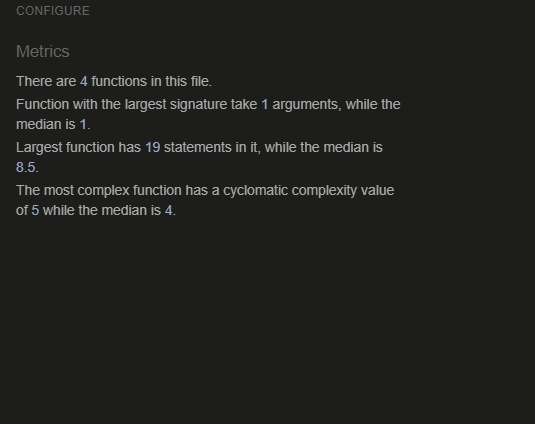 CONFIGURE
Metrics
There are 4 functions in this file.
Function with the largest signature take 1 arguments, while the
median is 1.
Largest function has 19 statements in it, while the median is
8.5.
The most complex function has a cyclomatic complexity value
of 5 while the median is 4.